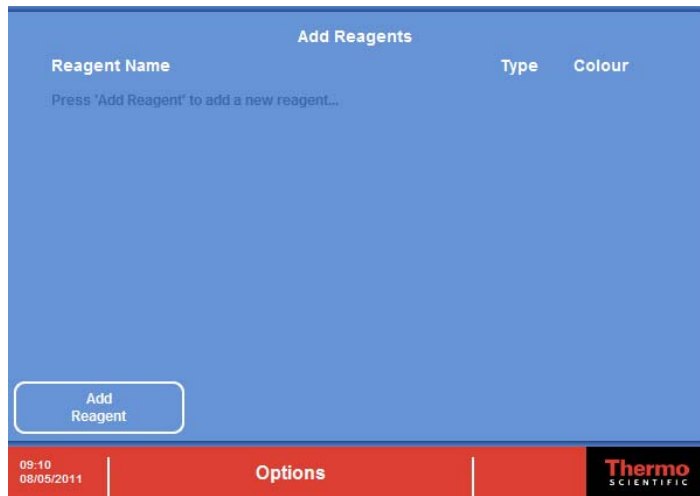 Add Reagents
Reagent Name Type Colour
Press 'Add Reagent' to add a new reagent...
Add
Reagent
09:10
08/05/2011
Options
Thermo
SCIENTIFIC